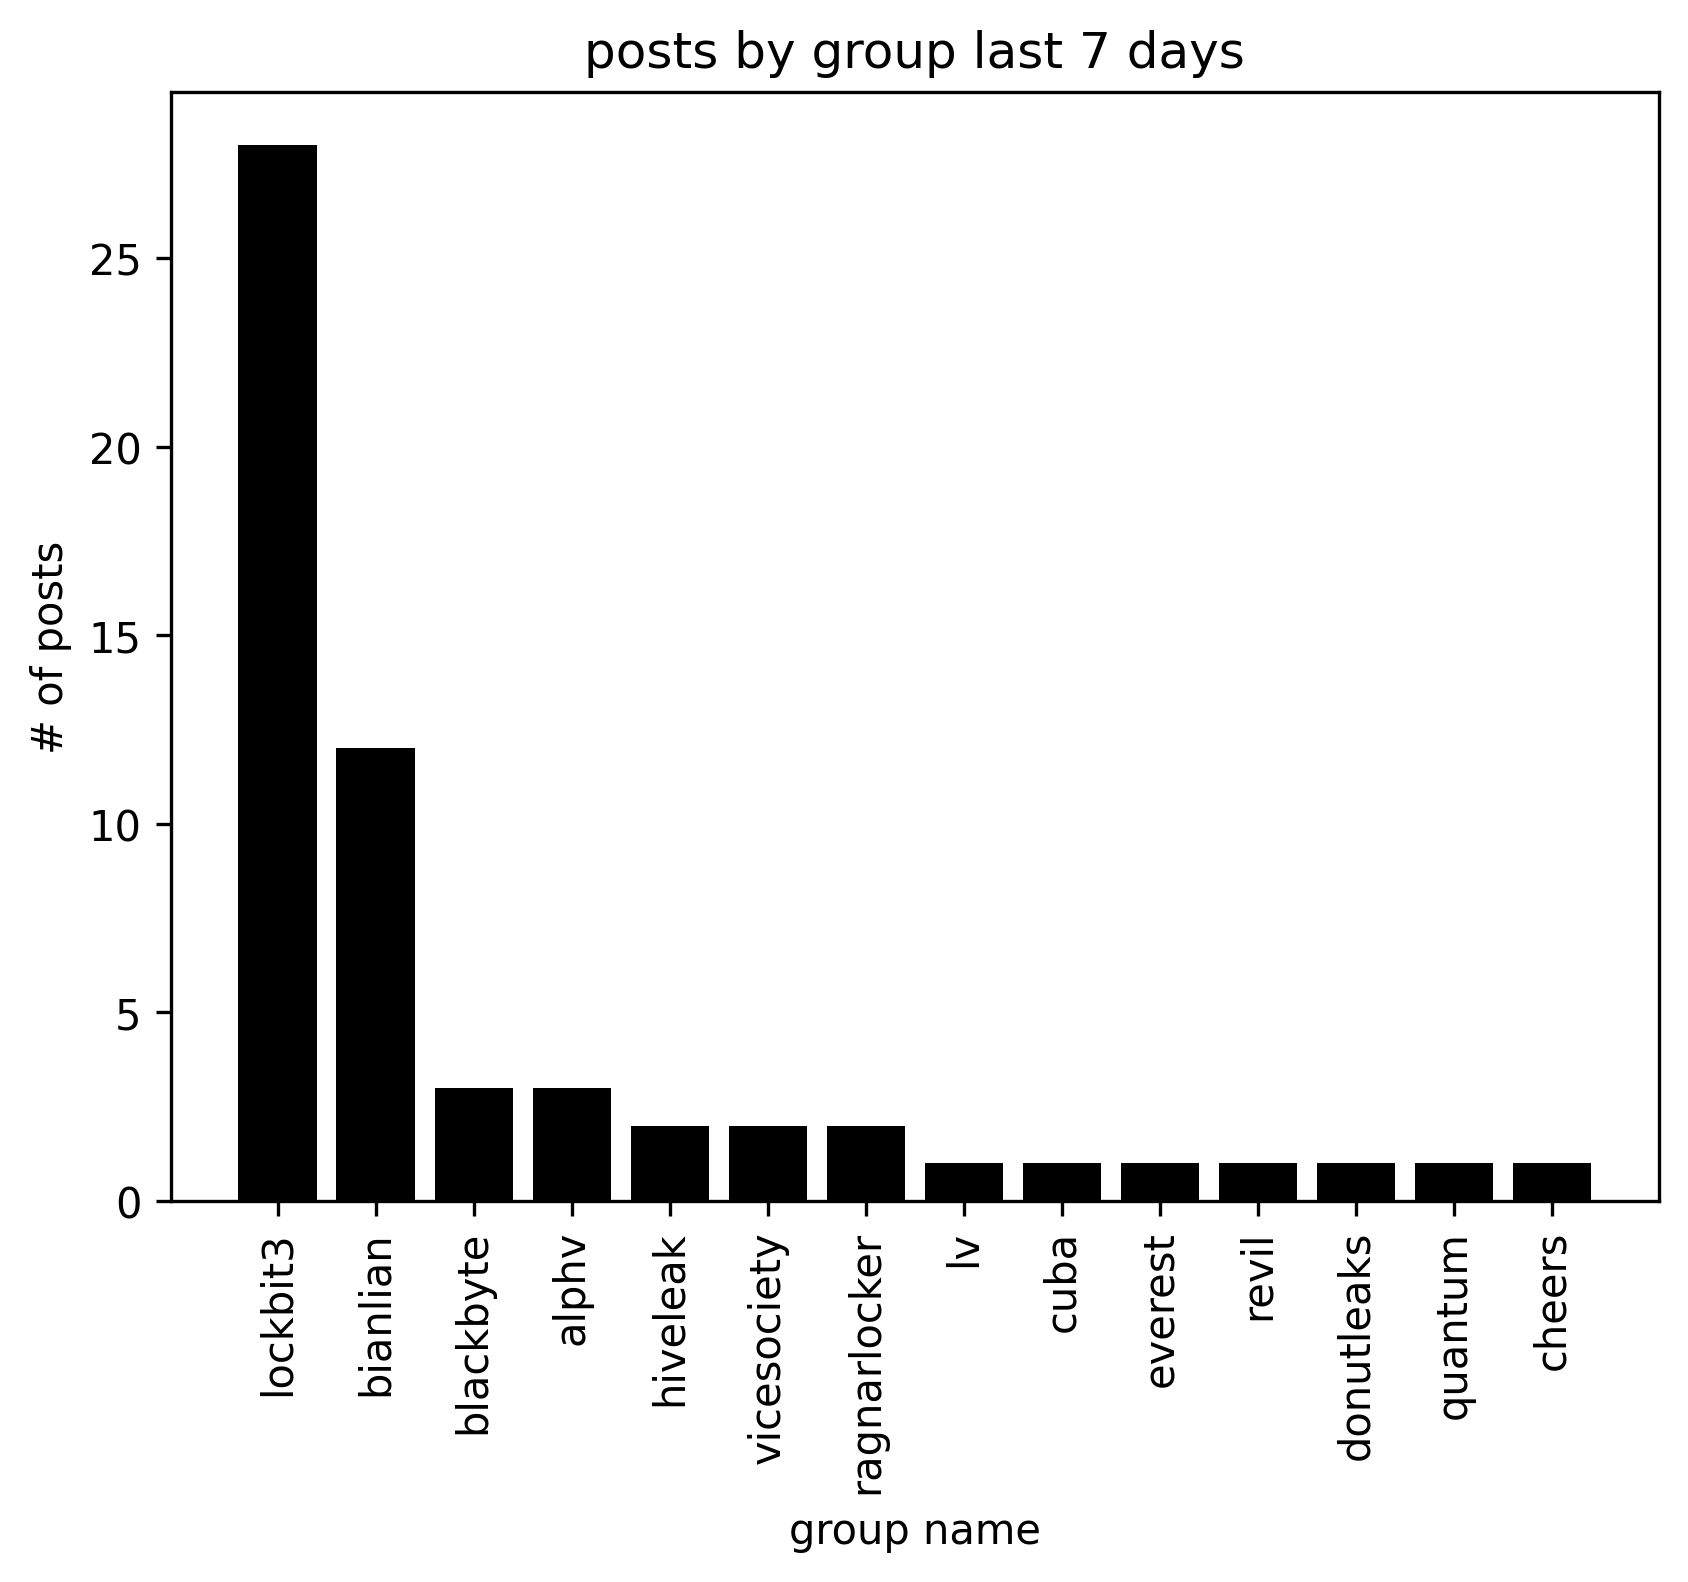 posts by group last 7 days
# of posts
25
20
15
10
5
0
lockbit3
bianlian
blackbyte
alphv
hiveleak
vicesociety
ragnarlocker
lv
cuba
everest
revil
donutleaks
quantum
cheers
group name